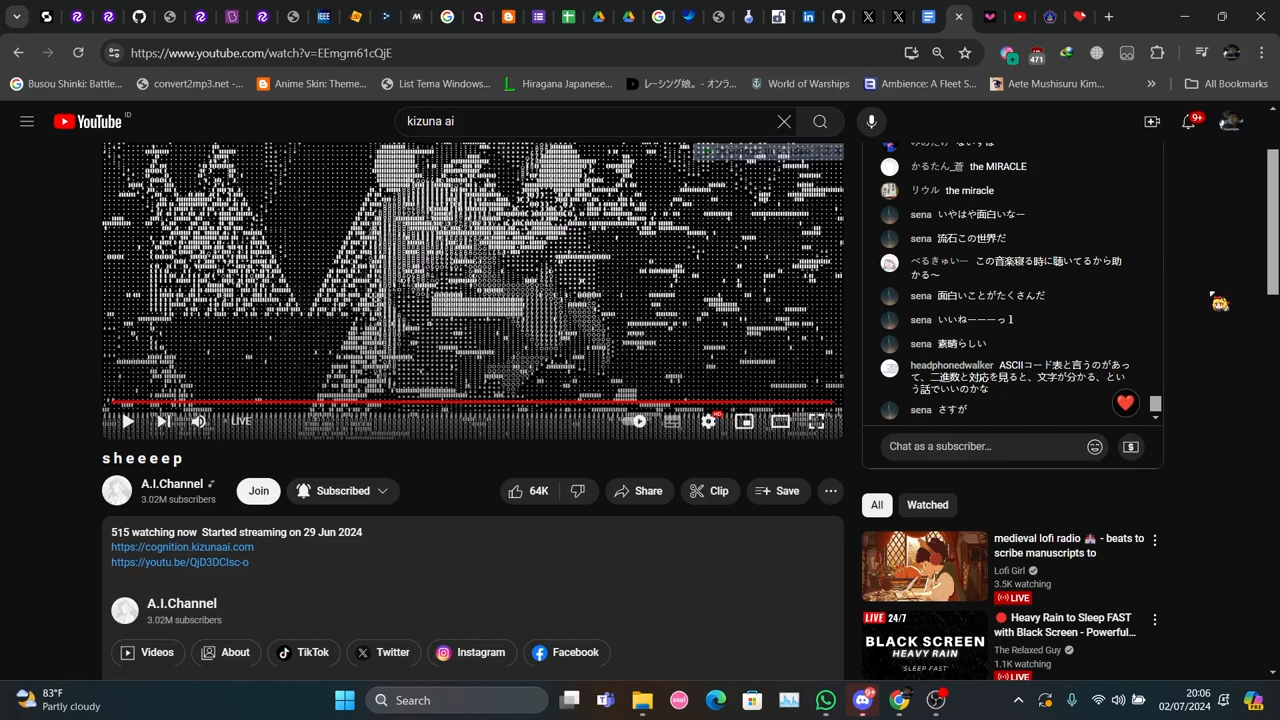 https://www.youtube.com/watch?v=EEmgm61cQjE
471
Busou Shinki: Battle...
convert2mp3.net -...
Anime Sien: TMeme...
List Tema Windows...
Hiragana Japanese...
レーシング娘。- オンラ...
World of Warships
Ambience: A Fleet S...
Aete Mushisuru Kim...
All Bookmarks
YouTube ID
kizuna ai
9+
かるたん_蒼 the MIRACLE
リウル the miracle
sena いやはや面白いなー
sena 流石この世界だ
べるきゅいー この音楽寝る時に聴いてるから助
かる〜
sena 面白いことがたくさんだ
sena いいねーーーっ１
sena 素晴らしい
headphonedwalker ASCIIコード表と言うのがあっ
て、二進数と対応を見ると、文字が分かる、とい
う話でいいのかな
sena さすが
Chat as a subscriber...
LIVE
HD
s h e e e e p
A.I.Channel
3.02M subscribers
Join
Subscribed
64K
Share
Clip
Save
515 watching now Started streaming on 29 Jun 2024
https://cognition.kizunaai.com
https://youtu.be/QjD3DCIsc-o
A.I.Channel
3.02M subscribers
Videos
About
TikTok
Twitter
Instagram
Facebook
All
Watched
medieval lofi radio 🏰 - beats to
scribe manuscripts to
Lofi Girl
3.5K watching
LIVE
LIVE 24/7
BLACK SCREEN
HEAVY RAIN
'SLEEP FAST'
🔴 Heavy Rain to Sleep FAST
with Black Screen - Powerful...
The Relaxed Guy
1.1K watching
LIVE
83°F
Partly cloudy
Search
osu!
9+
20:06
02/07/2024